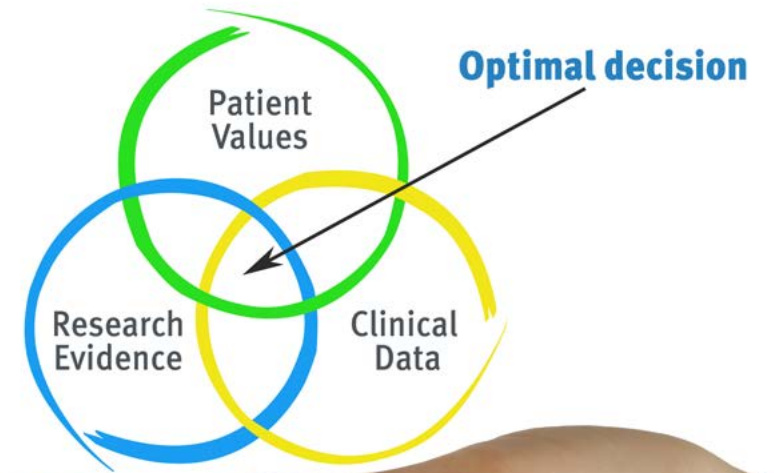 Optimal decision
Patient
Values
Research
Evidence
Clinical
Data